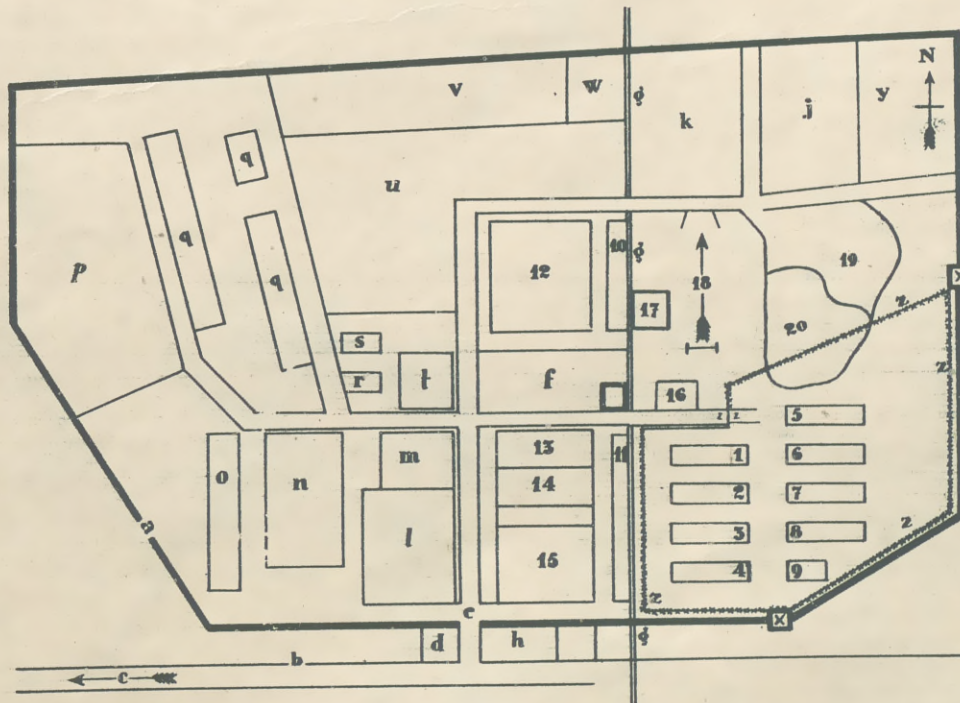 N
v
w
ǫ́
k
j
y
q
q
q
u
p
12
10
ǫ́
17
18
19
20
z
x
s
r
t
f
16
z z
z
5
o
n
m
l
13
14
15
11
1
2
3
4
6
7
8
9
z
z
x
a
e
d
h
ǫ́
b
c